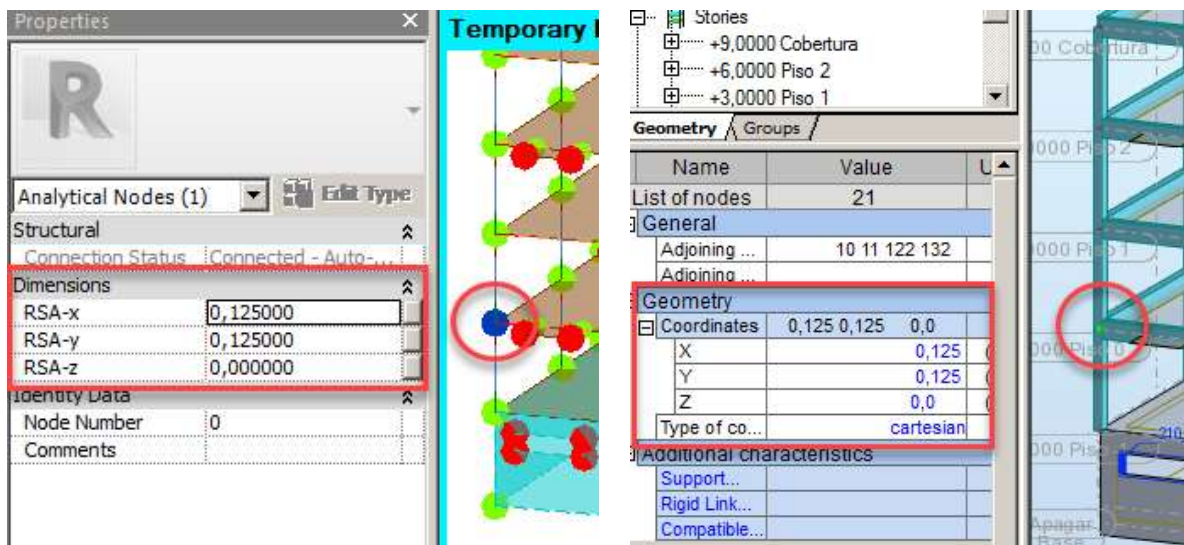 Properties
Analytical Nodes (1)
Edit Type
Structural
Connection Status Connected - Auto-...
Dimensions
RSA-x 0,125000
RSA-y 0,125000
RSA-z 0,000000
Identity Data
Node Number 0
Comments
Temporary
Stories
+9,0000 Cobertura
+6,0000 Piso 2
+3,0000 Piso 1
Geometry Groups
Name Value
List of nodes 21
General
Adjoining ... 10 11 122 132
Adjoining ...
Geometry
Coordinates 0,125 0,125 0,0
X 0,125
Y 0,125
Z 0,0
Type of co... cartesian
Additional characteristics
Support...
Rigid Link...
Compatible...
00 Cobertura
0000 Piso 2
0000 Piso 1
000 Piso 0
210,
Apagar
Base